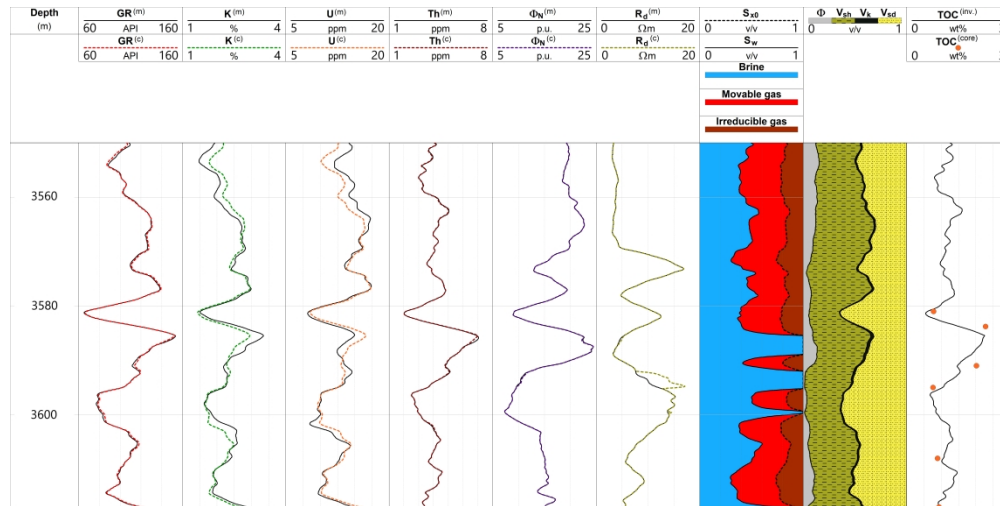 Depth GR(m) K(m) U(m) Th(m) ΦN(m) Rd(m) Sx0 Φ Vsh Vk Vsd TOC(inv.)
(m) 60 API 160 1 % 4 5 ppm 20 1 ppm 8 5 p.u. 25 0 Ωm 20 0 v/v 1 0 v/v 1 0 wt%
GR(c) K(c) U(c) Th(c) ΦN(c) Rd(c) Sw TOC(core)
60 API 160 1 % 4 5 ppm 20 1 ppm 8 5 p.u. 25 0 Ωm 20 0 v/v 1 0 wt%
Brine
Movable gas
Irreducible gas
3560
3580
3600